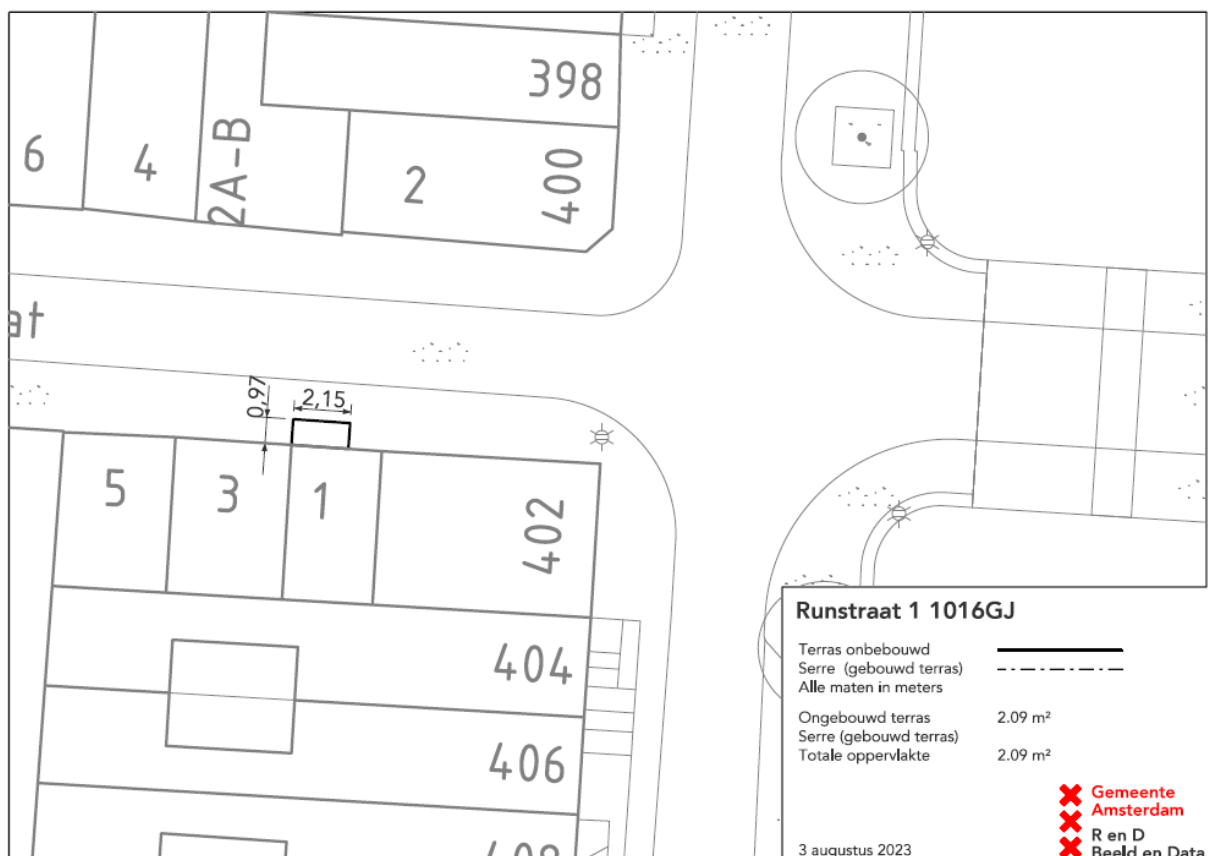 398
6
4
2A-B
2
400
at
0,97
2,15
5
3
1
402
404
406
408
Runstraat 1 1016GJ
Terras onbebouwd
Serre (gebouwd terras)
Alle maten in meters
Ongebouwd terras 2.09 m²
Serre (gebouwd terras)
Totale oppervlakte 2.09 m²
Gemeente
Amsterdam
R en D
Beeld en Data
3 augustus 2023